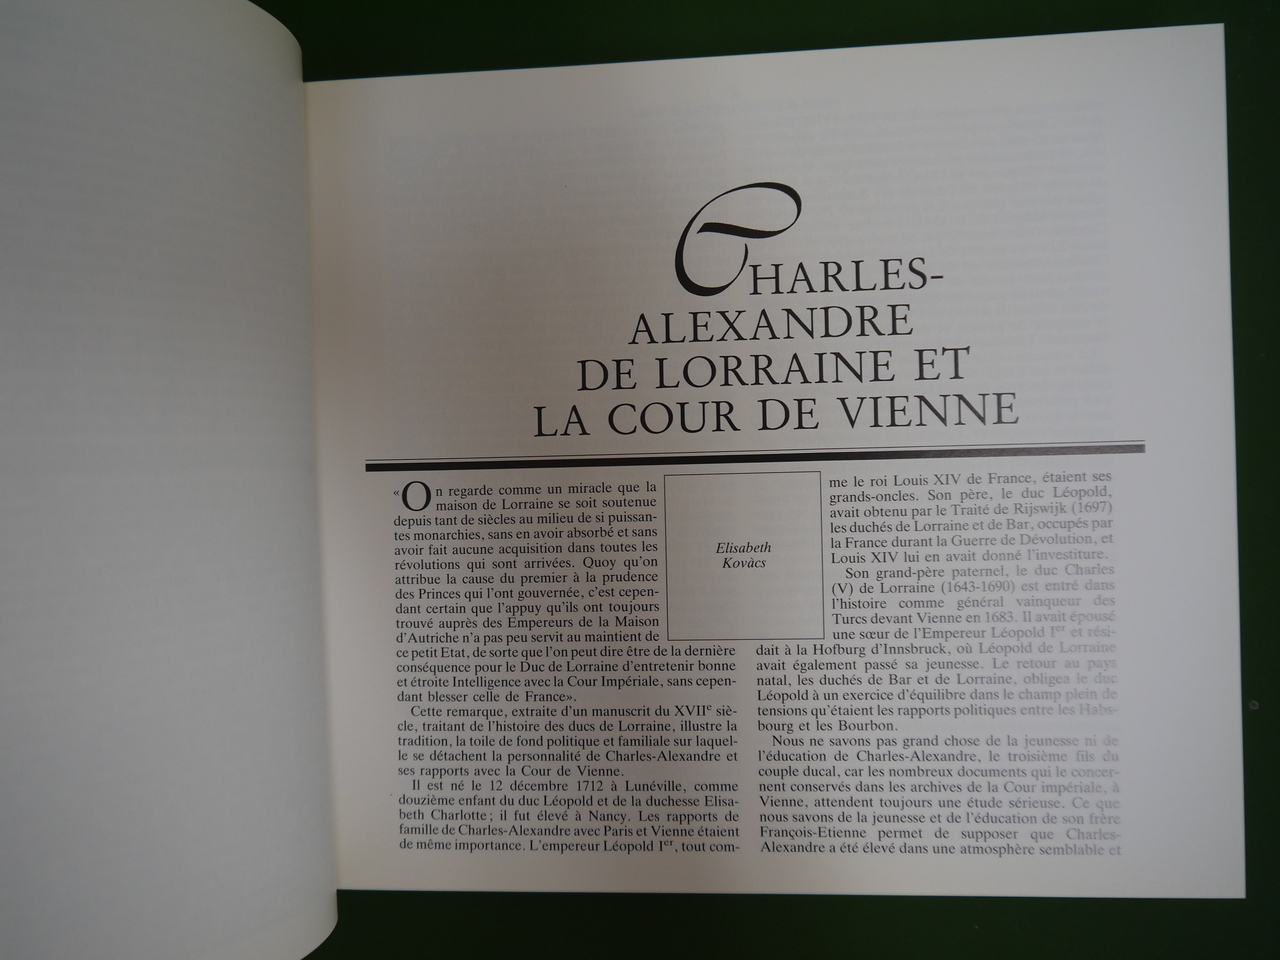 CHARLES-
ALEXANDRE
DE LORRAINE ET
LA COUR DE VIENNE
«On regarde comme un miracle que la
maison de Lorraine se soit soutenue
depuis tant de siècles au milieu de si puissan-
tes monarchies, sans en avoir absorbé et sans
avoir fait aucune acquisition dans toutes les
révolutions qui sont arrivées. Quoy qu'on
attribue la cause du premier à la prudence
des Princes qui l'ont gouvernée, c'est cepen-
dant certain que l'appuy qu'ils ont toujours
trouvé auprès des Empereurs de la Maison
d'Autriche n'a pas peu servit au maintient de
ce petit Etat, de sorte que l'on peut dire être de la dernière
conséquence pour le Duc de Lorraine d'entretenir bonne
et étroite Intelligence avec la Cour Impériale, sans cepen-
dant blesser celle de France».
Cette remarque, extraite d'un manuscrit du XVIIe siè-
cle, traitant de l'histoire des ducs de Lorraine, illustre la
tradition, la toile de fond politique et familiale sur laquel-
le se détachent la personnalité de Charles-Alexandre et
ses rapports avec la Cour de Vienne.
Il est né le 12 décembre 1712 à Lunéville, comme
douzième enfant du duc Léopold et de la duchesse Elisa-
beth Charlotte; il fut élevé à Nancy. Les rapports de
famille de Charles-Alexandre avec Paris et Vienne étaient
de même importance. L'empereur Léopold Ier, tout com-
Elisabeth
Kovàcs
me le roi Louis XIV de France, étaient ses
grands-oncles. Son père, le duc Léopold,
avait obtenu par le Traité de Rijswijk (1697)
les duchés de Lorraine et de Bar, occupés par
la France durant la Guerre de Dévolution, et
Louis XIV lui en avait donné l'investiture.
Son grand-père paternel, le duc Charles
(V) de Lorraine (1643-1690) est entré dans
l'histoire comme général vainqueur des
Turcs devant Vienne en 1683. Il avait épousé
une sœur de l'Empereur Léopold Ier et rési-
dait à la Hofburg d'Innsbruck, où Léopold de Lorraine
avait également passé sa jeunesse. Le retour au pays
natal, les duchés de Bar et de Lorraine, obligea le duc
Léopold à un exercice d'équilibre dans le champ plein de
tensions qu'étaient les rapports politiques entre les Habs-
bourg et les Bourbon.
Nous ne savons pas grand chose de la jeunesse ni de
l'éducation de Charles-Alexandre, le troisième fils du
couple ducal, car les nombreux documents qui le concer-
nent conservés dans les archives de la Cour impériale, à
Vienne, attendent toujours une étude sérieuse. Ce que
nous savons de la jeunesse et de l'éducation de son frère
François-Etienne permet de supposer que Charles-
Alexandre a été élevé dans une atmosphère semblable et